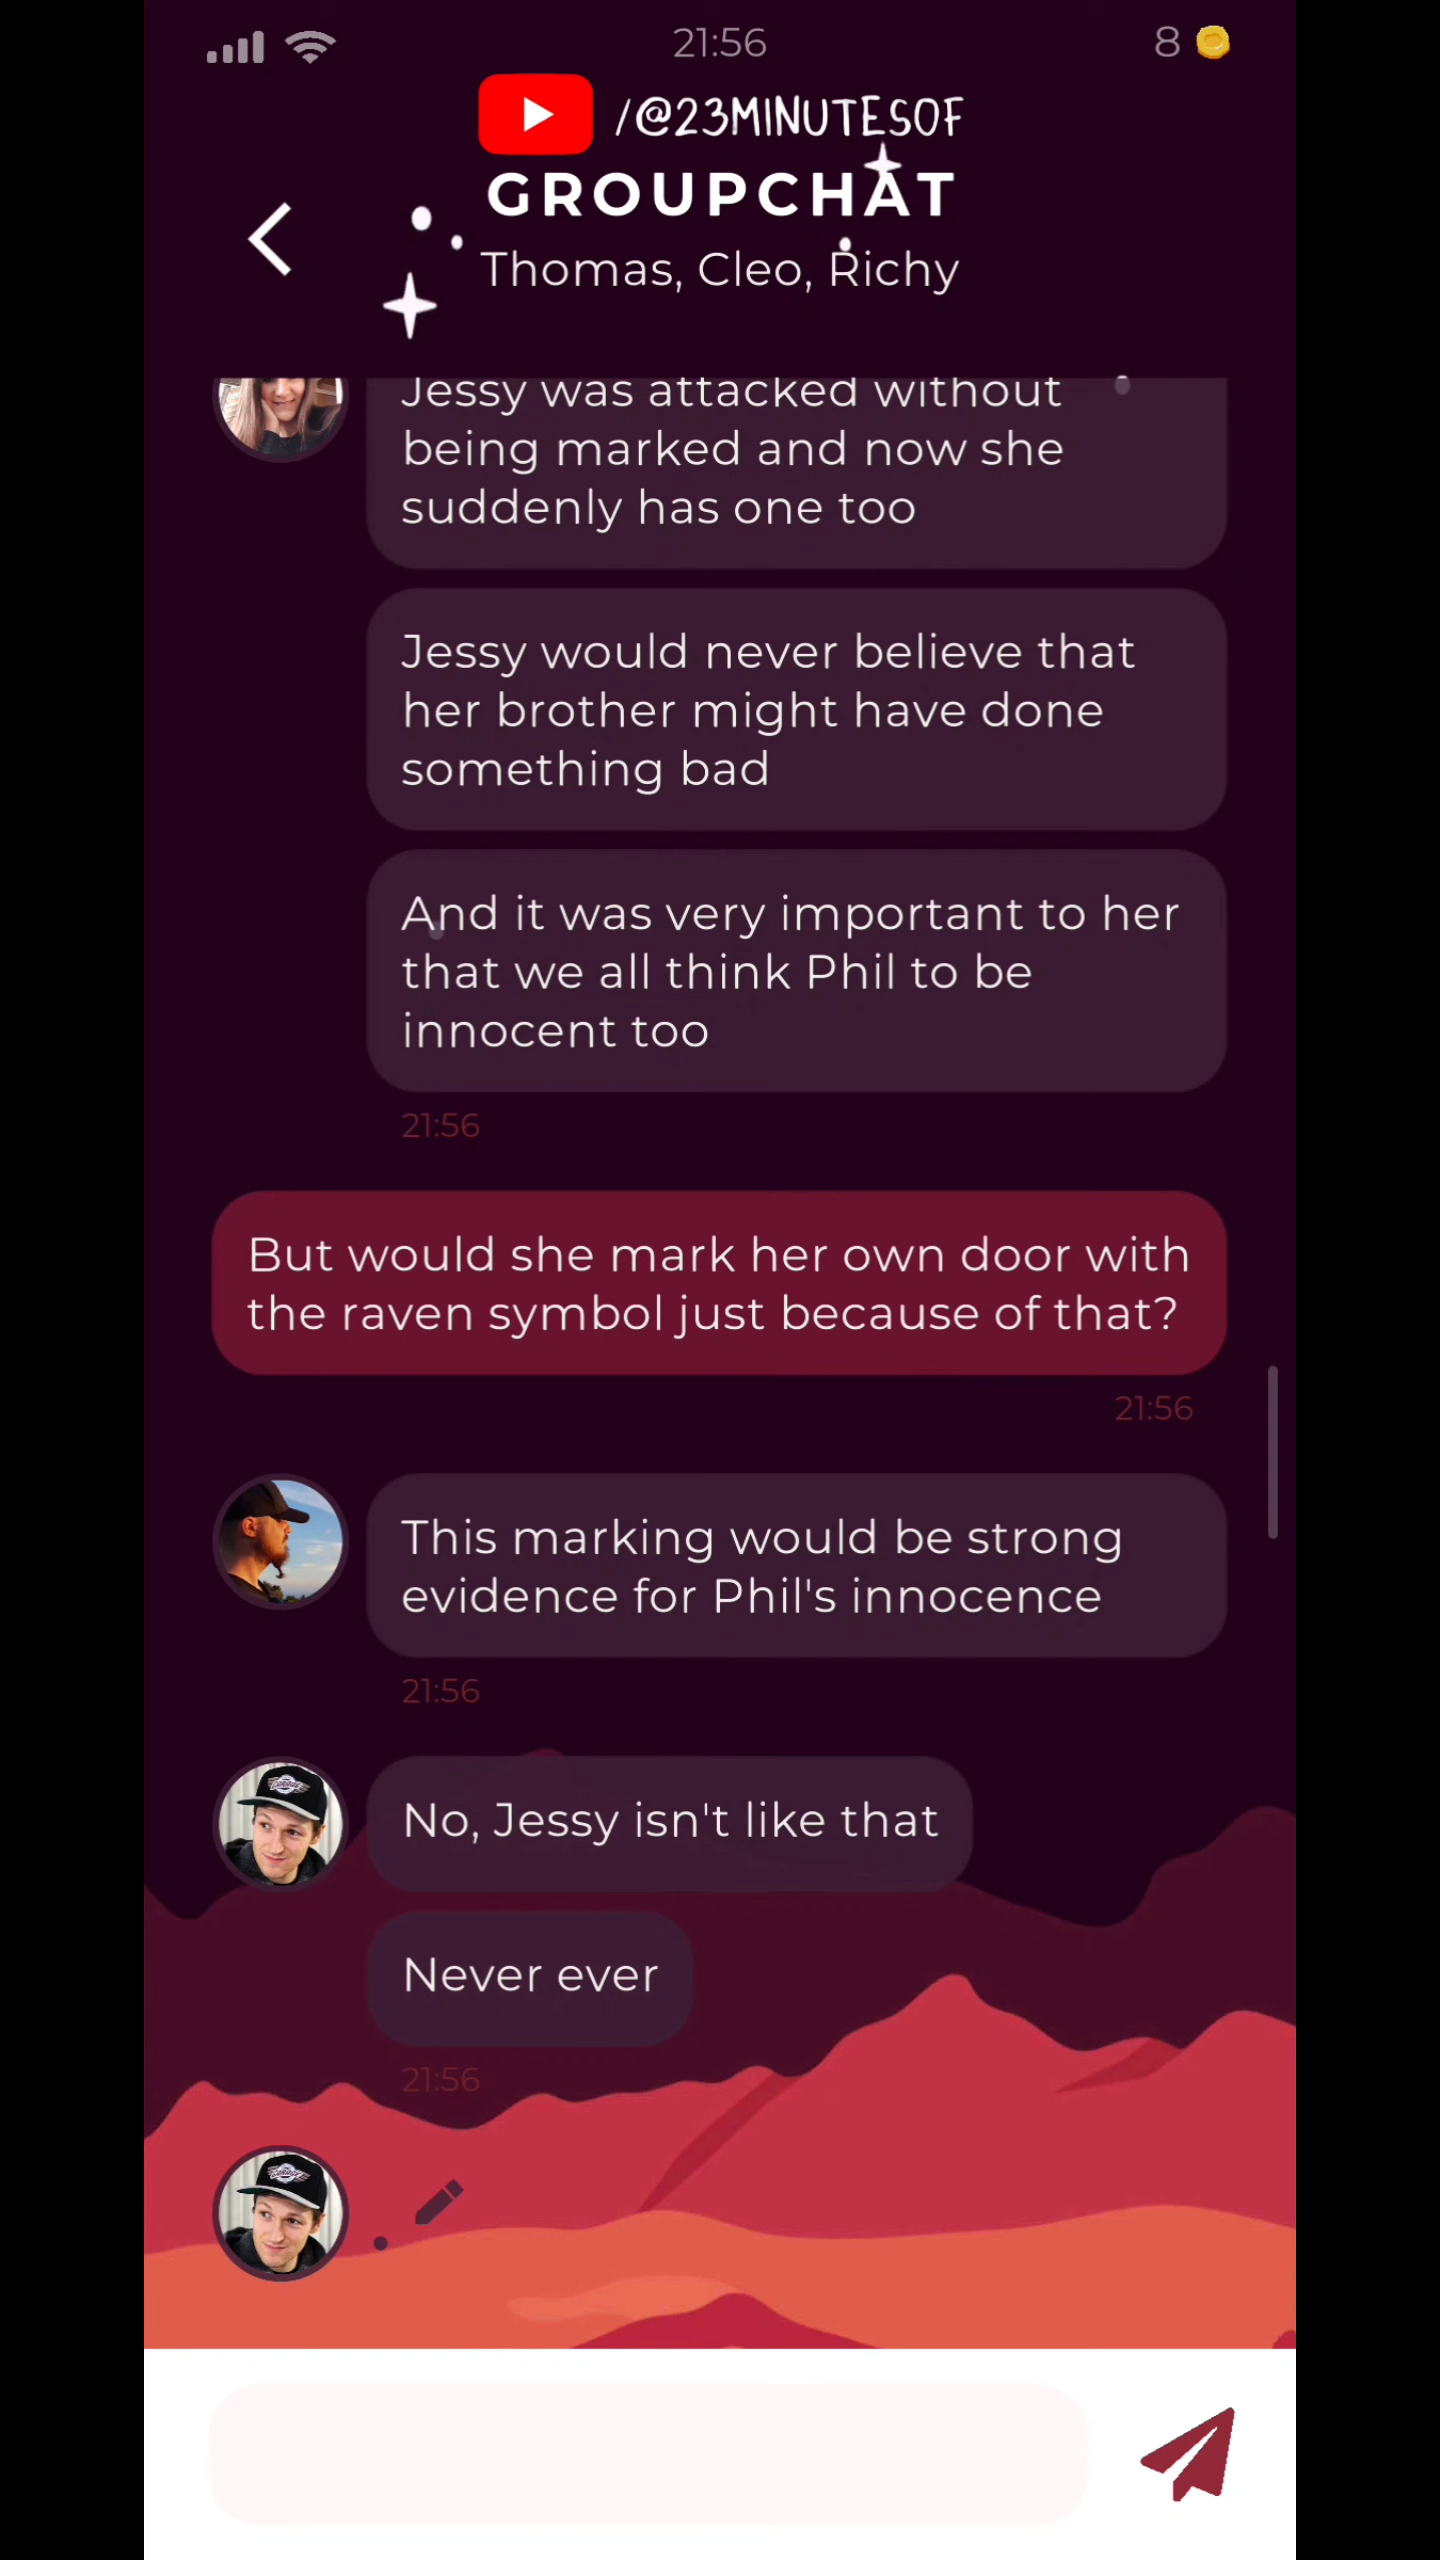 21:56
8
/@23MINUTESOF
GROUPCHAT
Thomas, Cleo, Richy
Jessy was attacked without
being marked and now she
suddenly has one too
Jessy would never believe that
her brother might have done
something bad
And it was very important to her
that we all think Phil to be
innocent too
21:56
But would she mark her own door with
the raven symbol just because of that?
21:56
This marking would be strong
evidence for Phil's innocence
21:56
No, Jessy isn't like that
Never ever
21:56